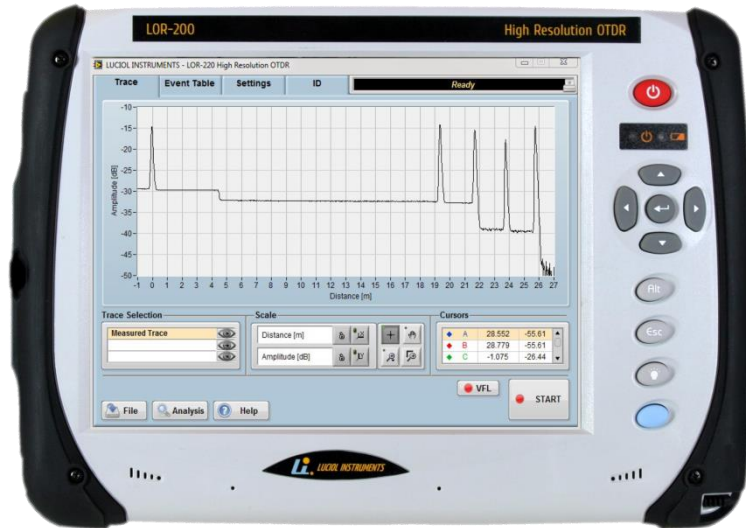 LOR-200 High Resolution OTDR
LUCIOL INSTRUMENTS - LOR-220 High Resolution OTDR
Trace Event Table Settings ID Ready
-10
-15
-20
-25
-30
-35
-40
-45
-50
Amplitude [dB]
-1 0 1 2 3 4 5 6 7 8 9 10 11 12 13 14 15 16 17 18 19 20 21 22 23 24 25 26 27
Distance [m]
Trace Selection Scale Cursors
Measured Trace
Distance [m]
Amplitude [dB]
A 28.552 -55.61
B 28.779 -55.61
C -1.075 -26.44
VFL
START
File Analysis Help
Alt
Esc
Li. LUCIOL INSTRUMENTS